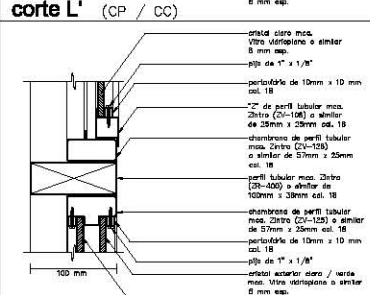 6 mm esp.
corte L' (CP / CC)
cristal claro mca.
Vitro vidrioplano o similar
6 mm esp.
pija de 1" x 1/8"
portavidrio de 10mm x 10 mm
cal. 18
"Z" de perfil tubular mca.
Zintro (ZV-108) o similar
de 25mm x 25mm cal. 18
chambrana de perfil tubular
mca. Zintro (ZV-125)
o similar de 57mm x 25mm
cal. 18
perfil tubular mca. Zintro
(ZR-400) o similar de
100mm x 38mm cal. 18
chambrana de perfil tubular
mca. Zintro (ZV-125) o similar
de 57mm x 25mm cal. 18
portavidrio de 10mm x 10 mm
cal. 18
pija de 1" x 1/8"
cristal exterior claro / verde
mca. Vitro vidrioplano o similar
6 mm esp.
100 mm